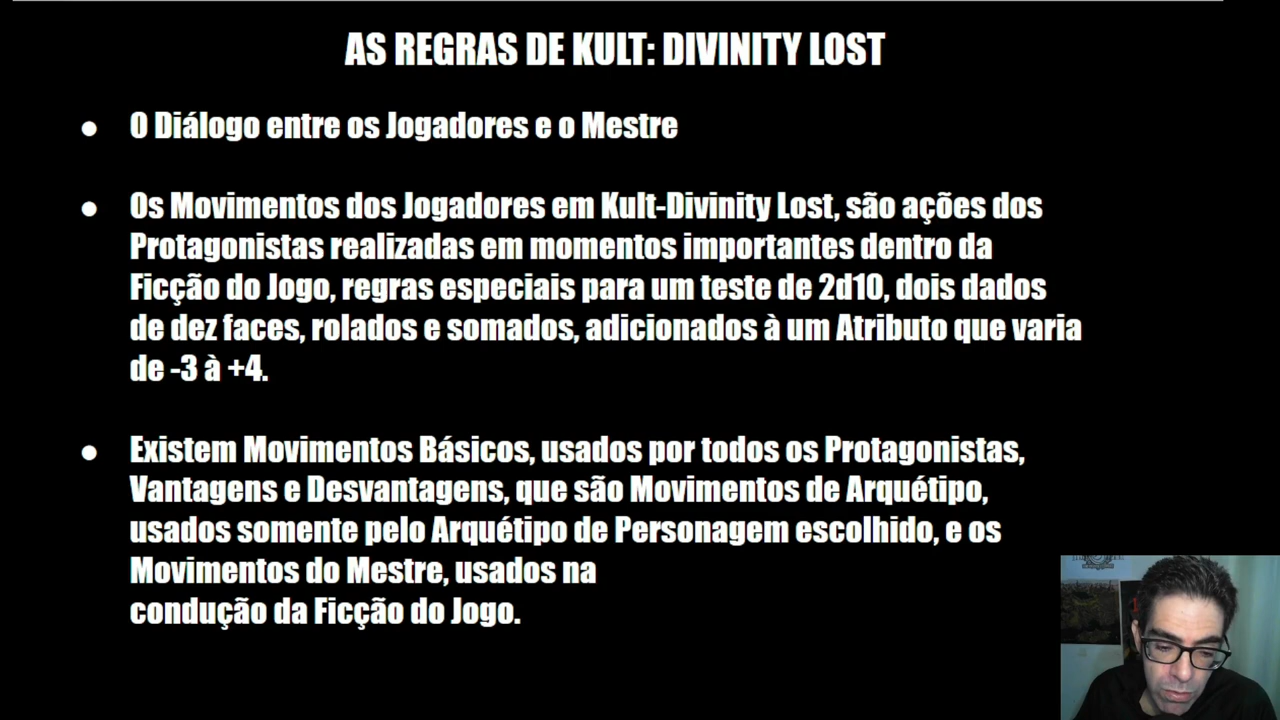 AS REGRAS DE KULT: DIVINITY LOST
● O Diálogo entre os Jogadores e o Mestre
● Os Movimentos dos Jogadores em Kult-Divinity Lost, são ações dos
Protagonistas realizadas em momentos importantes dentro da
Ficção do Jogo, regras especiais para um teste de 2d10, dois dados
de dez faces, rolados e somados, adicionados à um Atributo que varia
de -3 à +4.
● Existem Movimentos Básicos, usados por todos os Protagonistas,
Vantagens e Desvantagens, que são Movimentos de Arquétipo,
usados somente pelo Arquétipo de Personagem escolhido, e os
Movimentos do Mestre, usados na
condução da Ficção do Jogo.